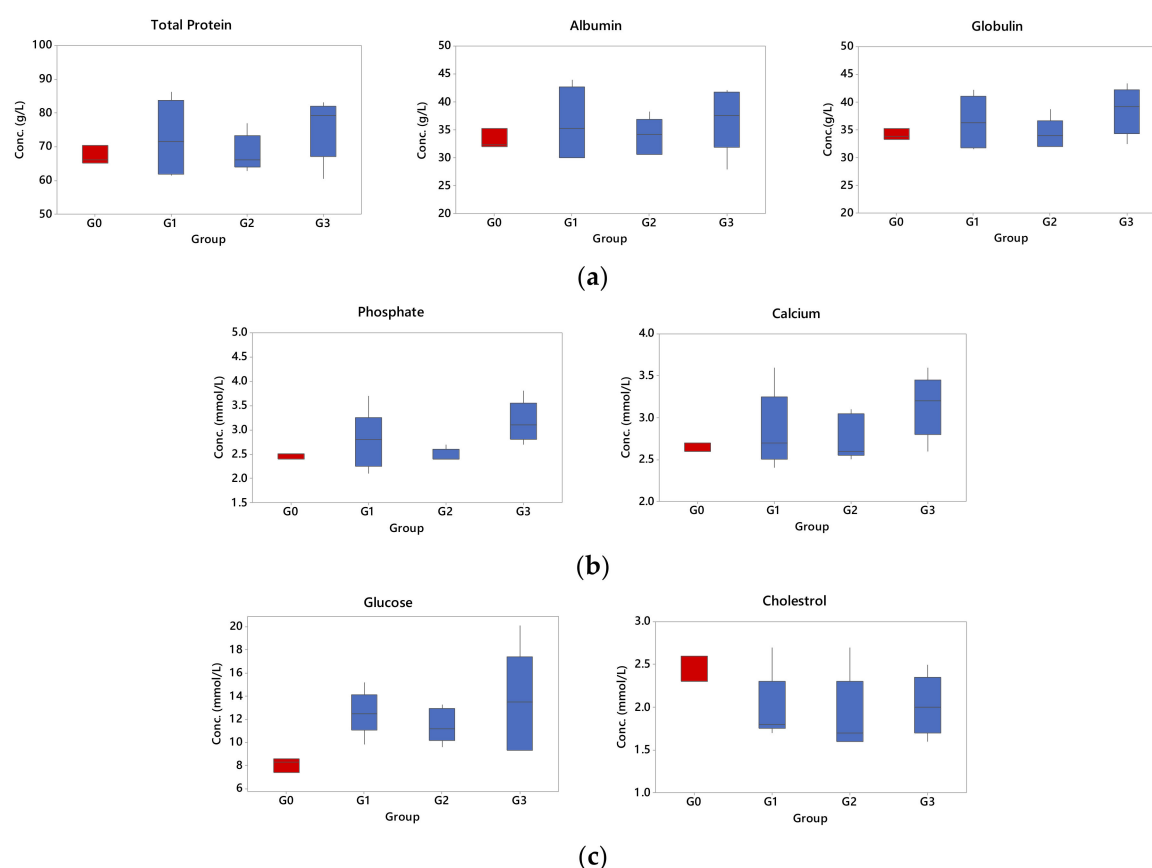 (a)
Total Protein
Conc. (g/L)
100
90
80
70
60
50
G0 G1 G2 G3
Group
Albumin
Conc. (g/L)
50
45
40
35
30
25
20
G0 G1 G2 G3
Group
Globulin
Conc.(g/L)
50
45
40
35
30
25
20
G0 G1 G2 G3
Group
(b)
Phosphate
Conc. (mmol/L)
5.0
4.5
4.0
3.5
3.0
2.5
2.0
1.5
G0 G1 G2 G3
Group
Calcium
Conc. (mmol/L)
4.0
3.5
3.0
2.5
2.0
G0 G1 G2 G3
Group
(c)
Glucose
Conc. (mmol/L)
20
18
16
14
12
10
8
6
G0 G1 G2 G3
Group
Cholestrol
Conc. (mmol/L)
3.0
2.5
2.0
1.5
1.0
G0 G1 G2 G3
Group